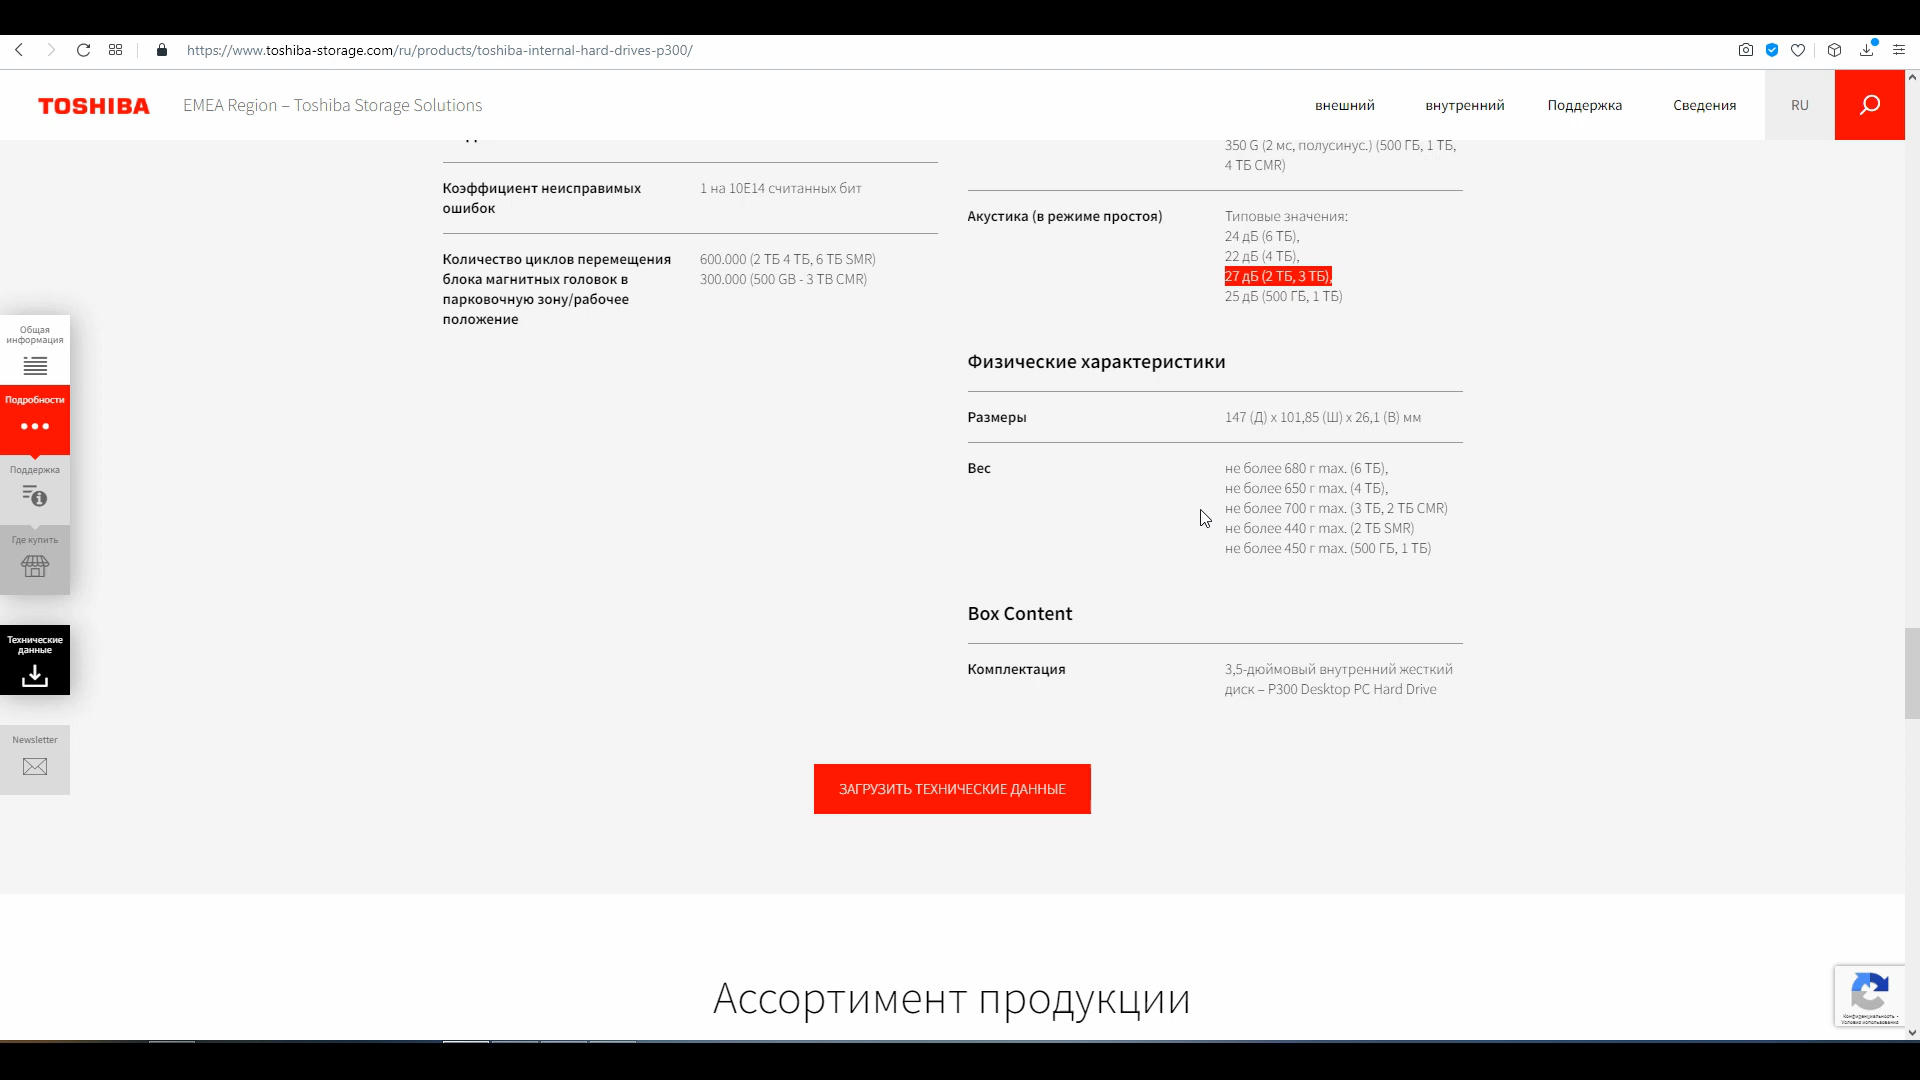 https://www.toshiba-storage.com/ru/products/toshiba-internal-hard-drives-p300/
TOSHIBA
EMEA Region – Toshiba Storage Solutions
внешний
внутренний
Поддержка
Сведения
RU
Коэффициент неисправимых
ошибок
1 на 10E14 считанных бит
Количество циклов перемещения
блока магнитных головок в
парковочную зону/рабочее
положение
600.000 (2 ТБ 4 ТБ, 6 ТБ SMR)
300.000 (500 GB - 3 TB CMR)
350 G (2 мс, полусинус.) (500 ГБ, 1 ТБ,
4 ТБ CMR)
Акустика (в режиме простоя)
Типовые значения:
24 дБ (6 ТБ),
22 дБ (4 ТБ),
27 дБ (2 ТБ, 3 ТБ),
25 дБ (500 ГБ, 1 ТБ)
Физические характеристики
Размеры
147 (Д) x 101,85 (Ш) x 26,1 (В) мм
Вес
не более 680 г max. (6 ТБ),
не более 650 г max. (4 ТБ),
не более 700 г max. (3 ТБ, 2 ТБ CMR)
не более 440 г max. (2 ТБ SMR)
не более 450 г max. (500 ГБ, 1 ТБ)
Box Content
Комплектация
3,5-дюймовый внутренний жесткий
диск – P300 Desktop PC Hard Drive
Общая
информация
Подробности
Поддержка
Где купить
Технические
данные
Newsletter
ЗАГРУЗИТЬ ТЕХНИЧЕСКИЕ ДАННЫЕ
Ассортимент продукции
Конфиденциальность -
Условия использования